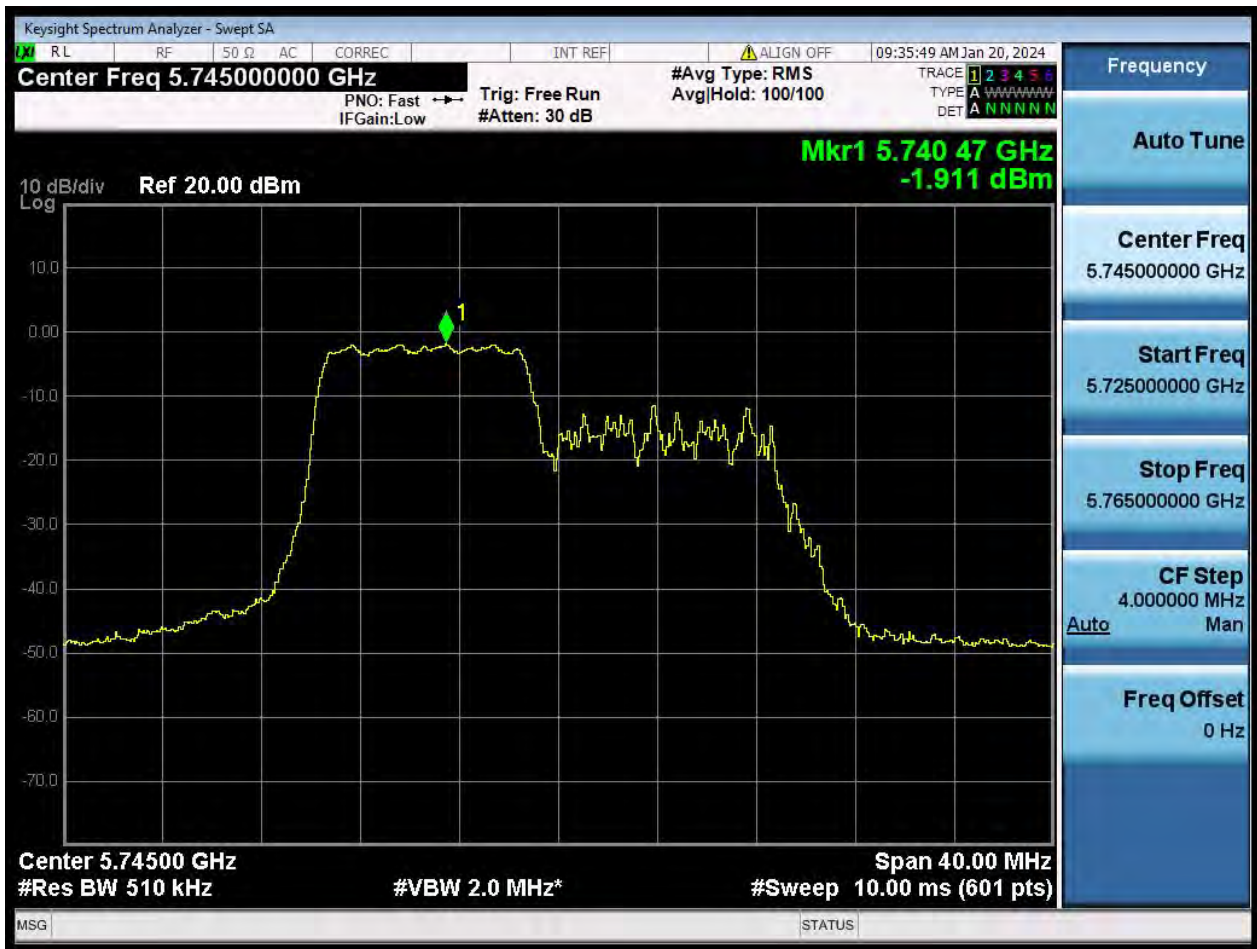 Keysight Spectrum Analyzer - Swept SA
LXI RL RF 50 Ω AC CORREC INT REF ALIGN OFF 09:35:49 AM Jan 20, 2024
Center Freq 5.745000000 GHz
PNO: Fast
IFGain:Low
Trig: Free Run
#Atten: 30 dB
#Avg Type: RMS
Avg|Hold: 100/100
TRACE 1 2 3 4 5 6
TYPE A WWWWW
DET A N N N N N
Mkr1 5.740 47 GHz
-1.911 dBm
10 dB/div Ref 20.00 dBm
Log
1
10.0
0.00
-10.0
-20.0
-30.0
-40.0
-50.0
-60.0
-70.0
Center 5.74500 GHz Span 40.00 MHz
#Res BW 510 kHz #VBW 2.0 MHz* #Sweep 10.00 ms (601 pts)
MSG STATUS
Frequency
Auto Tune
Center Freq
5.745000000 GHz
Start Freq
5.725000000 GHz
Stop Freq
5.765000000 GHz
CF Step
4.000000 MHz
Auto Man
Freq Offset
0 Hz